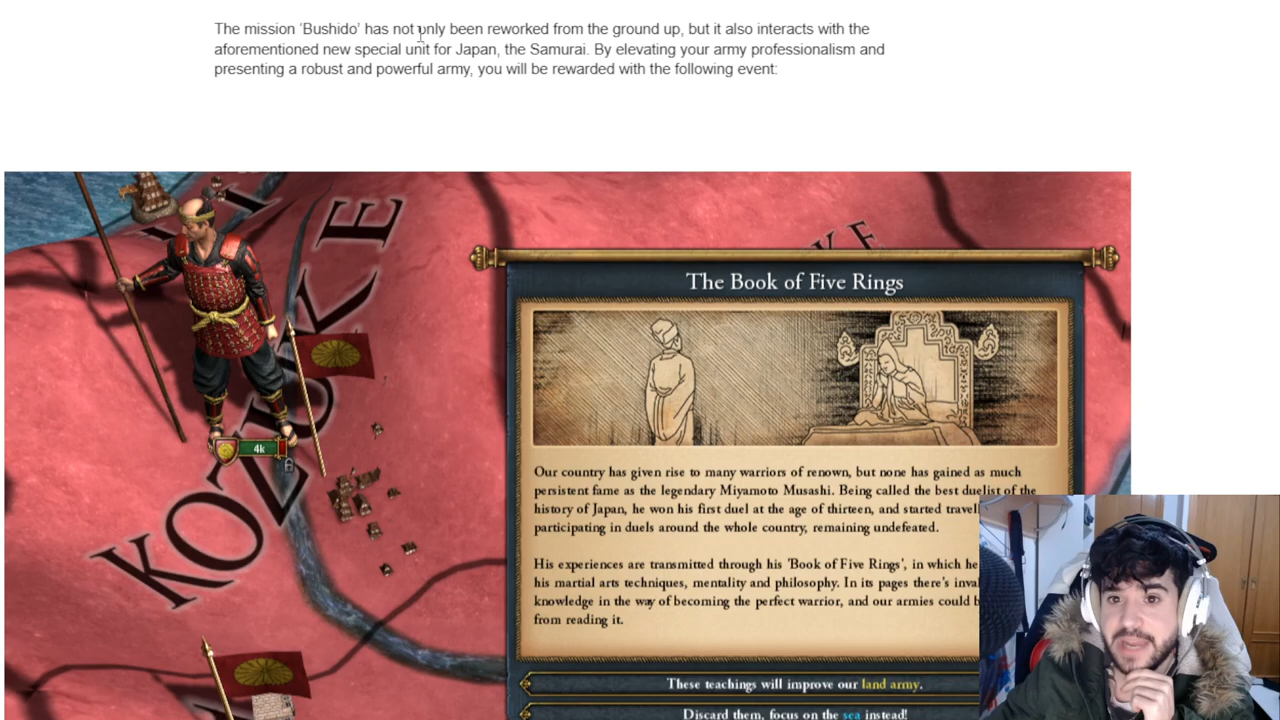 The mission ‘Bushido’ has not only been reworked from the ground up, but it also interacts with the
aforementioned new special unit for Japan, the Samurai. By elevating your army professionalism and
presenting a robust and powerful army, you will be rewarded with the following event:
KOZUKE
KE
The Book of Five Rings
4k
Our country has given rise to many warriors of renown, but none has gained as much
persistent fame as the legendary Miyamoto Musashi. Being called the best duelist of the
history of Japan, he won his first duel at the age of thirteen, and started travell
participating in duels around the whole country, remaining undefeated.
His experiences are transmitted through his 'Book of Five Rings', in which he
his martial arts techniques, mentality and philosophy. In its pages there's inva
knowledge in the way of becoming the perfect warrior, and our armies could b
from reading it.
These teachings will improve our land army.
Discard them, focus on the sea instead!